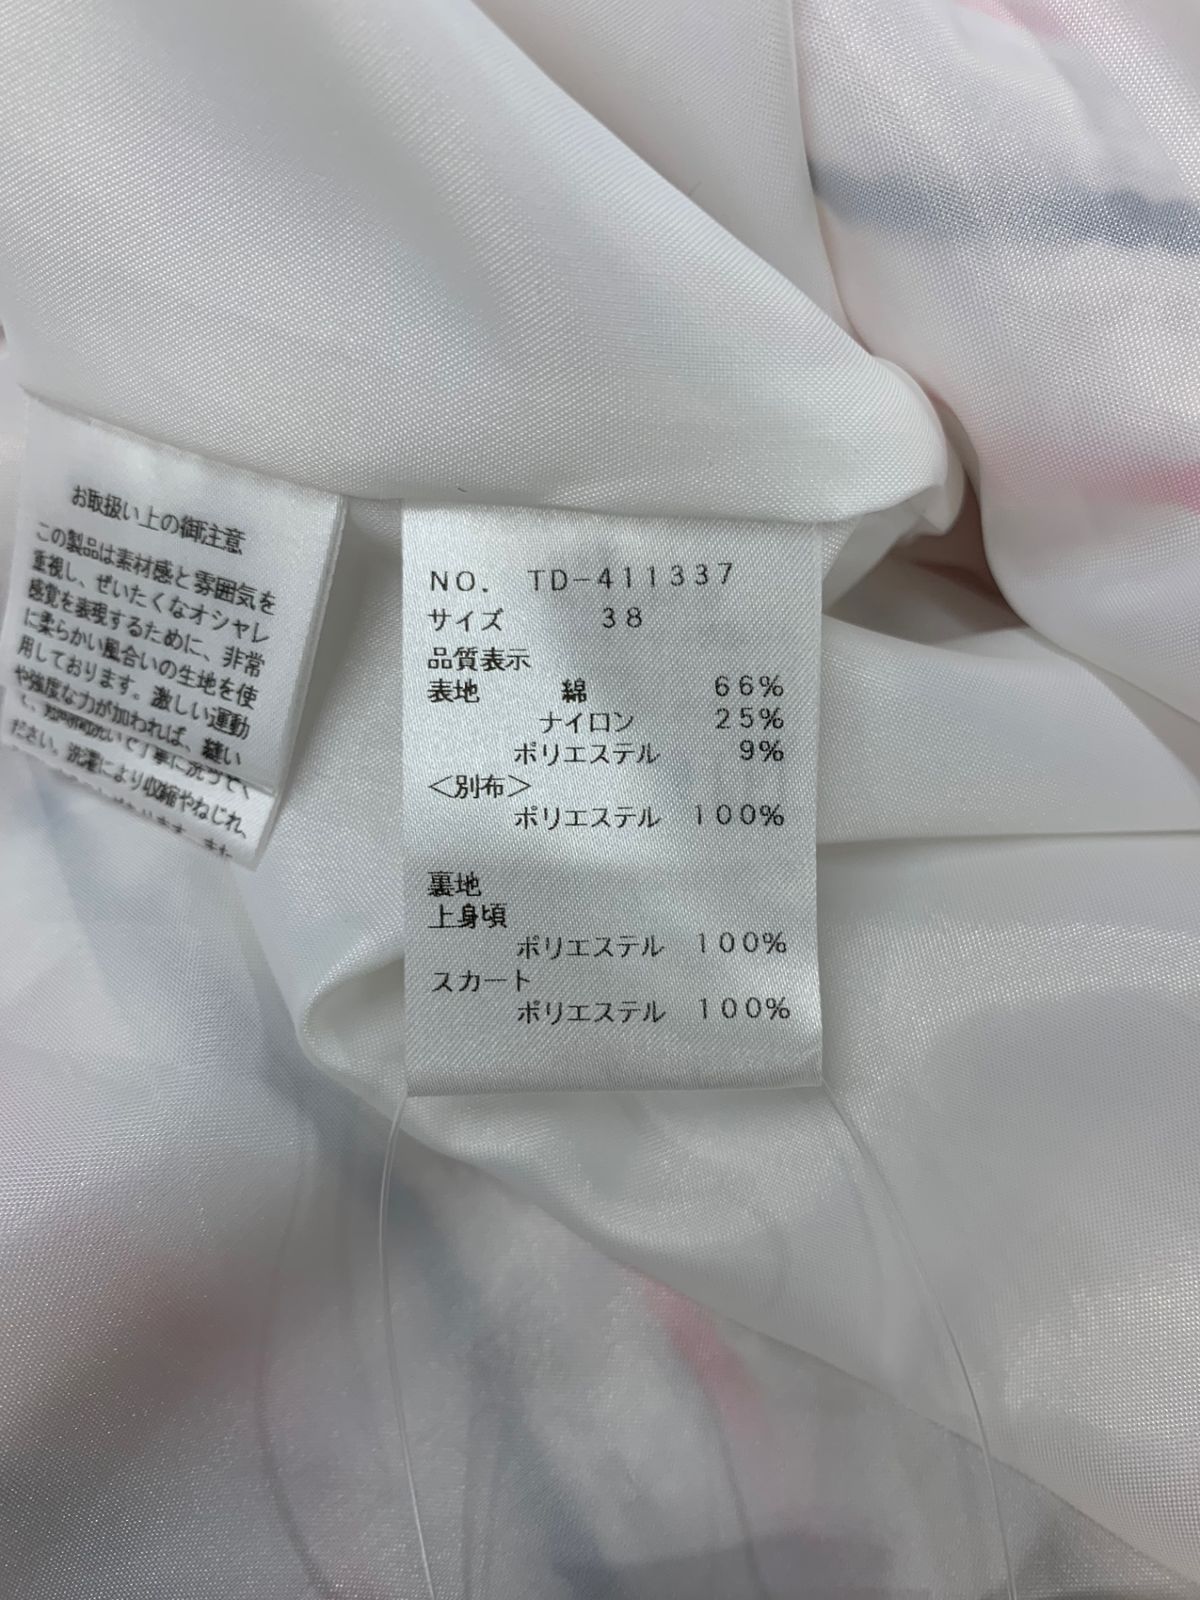 お取扱い上の御注意
この製品は素材感と雰囲気を
重視し、ぜいたくなオシャレ
感覚を表現するために、非常
に柔らかい風合いの生地を使
用しております。激しい運動
や強度な力が加われば、縫い
で丁寧に洗って、
ださい。洗濯により収縮やねじれ、
NO. TD-411337
サイズ 38
品質表示
表地 綿 66%
ナイロン 25%
ポリエステル 9%
<別布>
ポリエステル 100%
裏地
上身頃
ポリエステル 100%
スカート
ポリエステル 100%